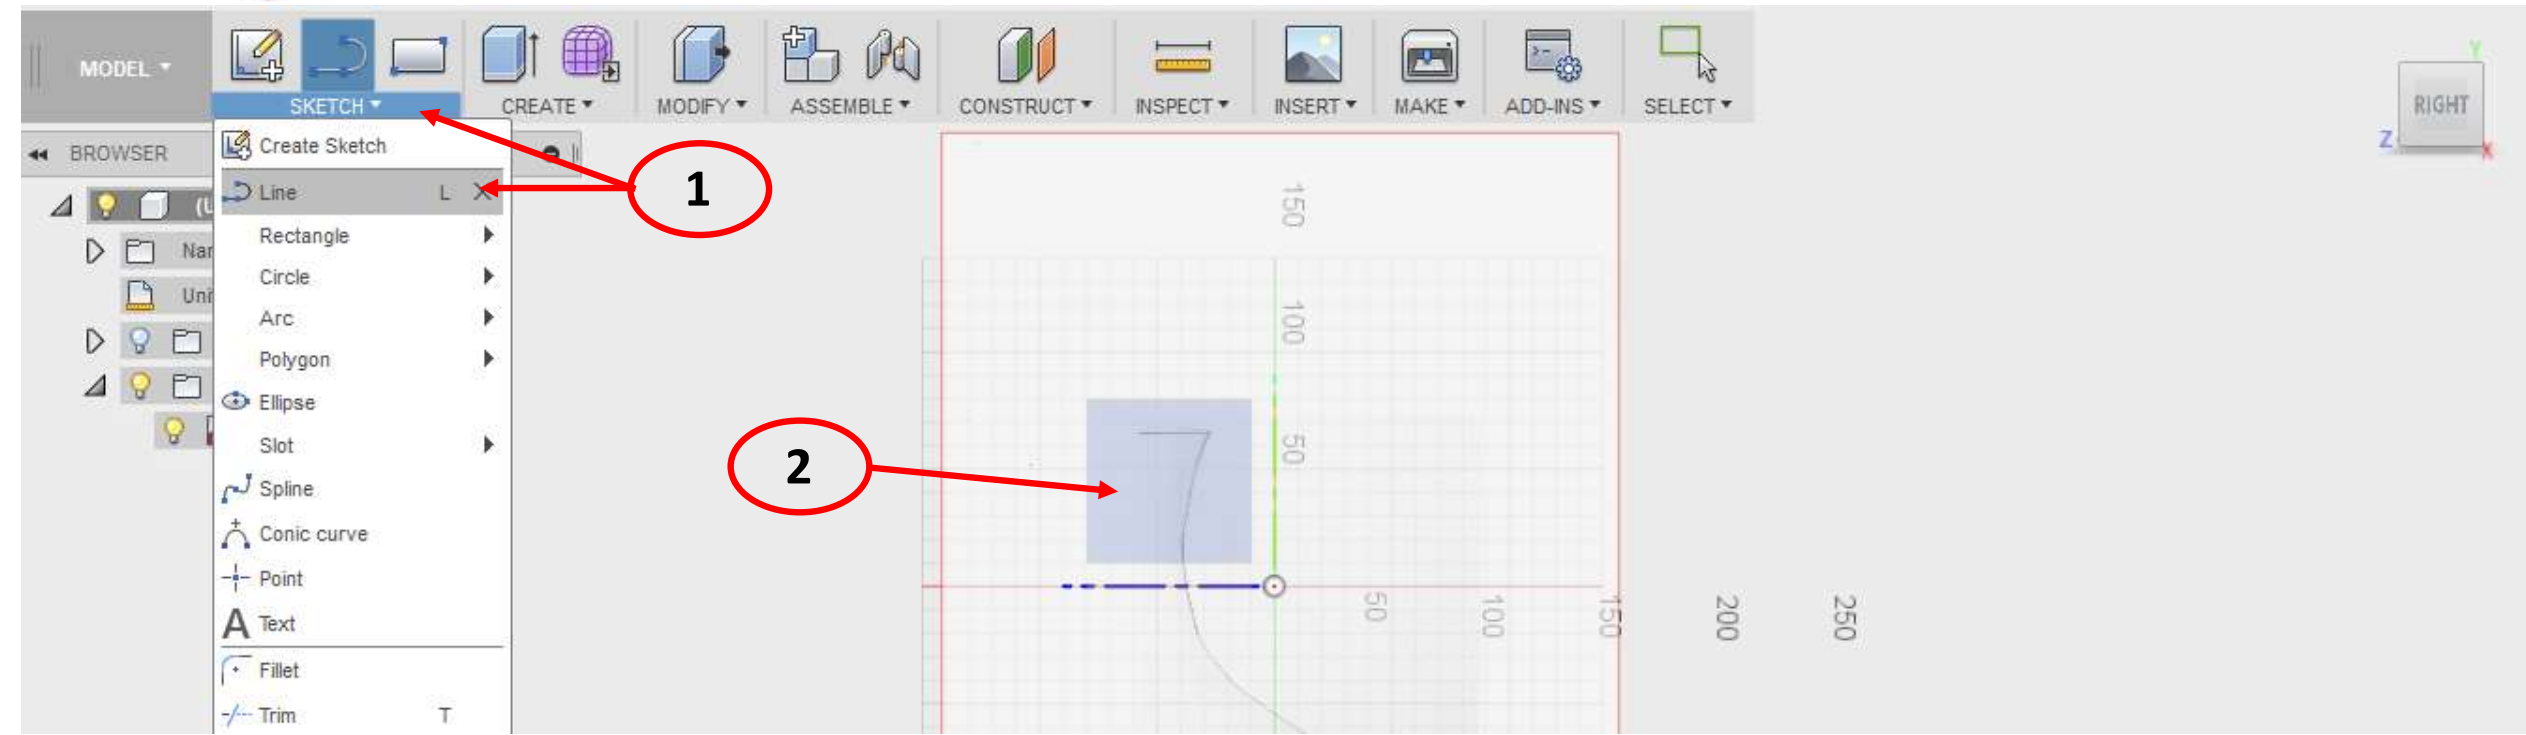 MODEL
SKETCH
CREATE
MODIFY
ASSEMBLE
CONSTRUCT
INSPECT
INSERT
MAKE
ADD-INS
SELECT
Y
RIGHT
Z
X
BROWSER
Create Sketch
Line L
1
Rectangle
Circle
Arc
Polygon
Ellipse
Slot
Spline
Conic curve
Point
A Text
Fillet
Trim T
2
150
100
50
50
100
150
200
250